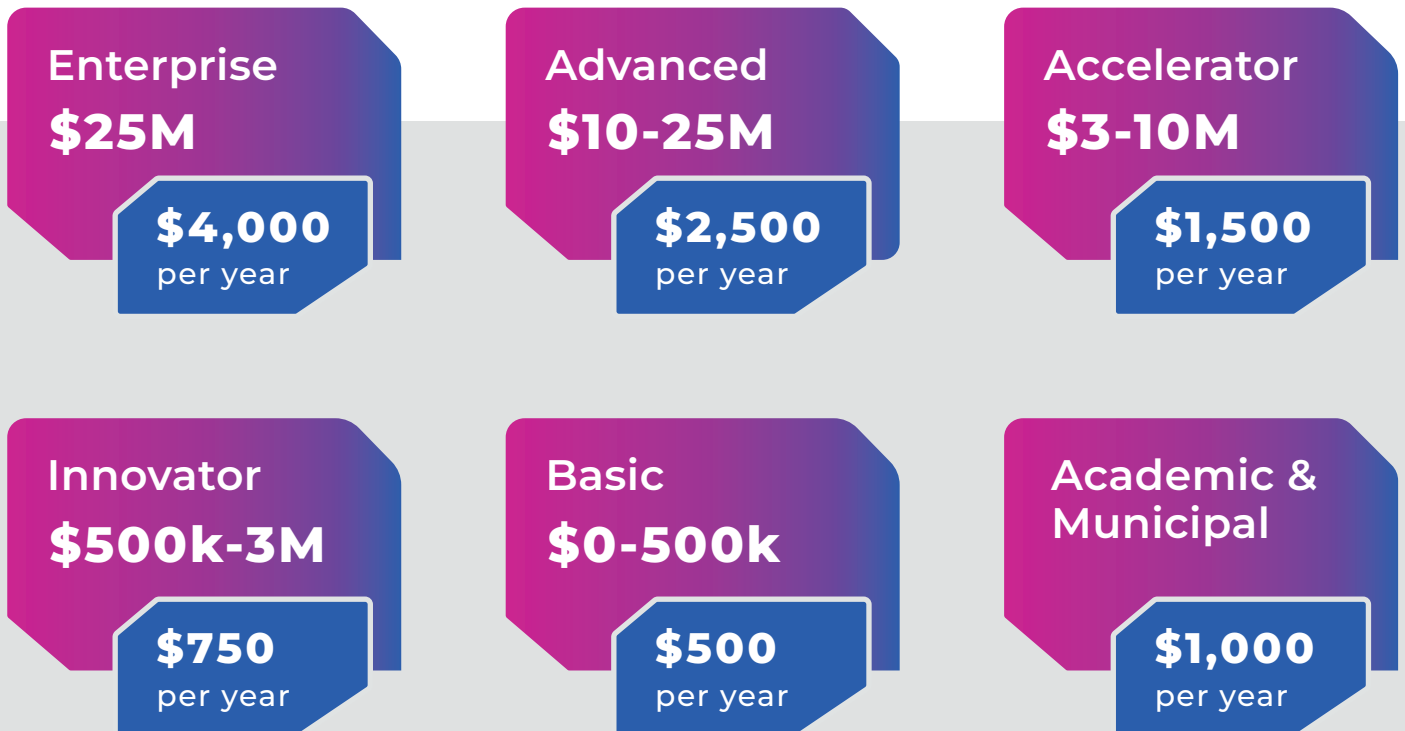 Enterprise
$25M
$4,000
per year
Advanced
$10-25M
$2,500
per year
Accelerator
$3-10M
$1,500
per year
Innovator
$500k-3M
$750
per year
Basic
$0-500k
$500
per year
Academic &
Municipal
$1,000
per year